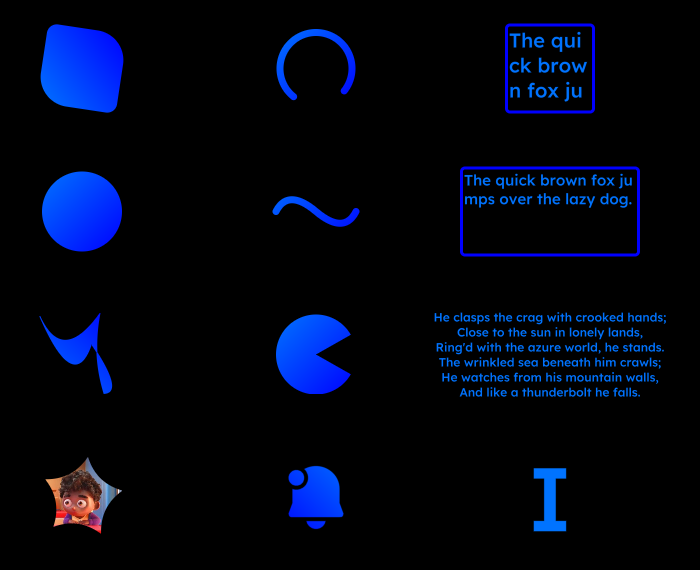 The qui
ck brow
n fox ju
The quick brown fox ju
mps over the lazy dog.
He clasps the crag with crooked hands;
Close to the sun in lonely lands,
Ring'd with the azure world, he stands.
The wrinkled sea beneath him crawls;
He watches from his mountain walls,
And like a thunderbolt he falls.
I